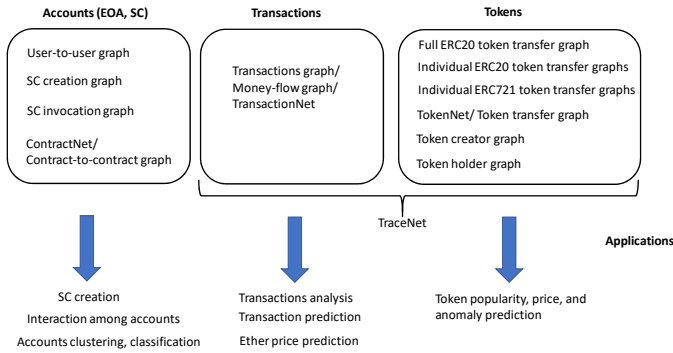 Accounts (EOA, SC)
User-to-user graph
SC creation graph
SC invocation graph
ContractNet/
Contract-to-contract graph
Transactions
Transactions graph/
Money-flow graph/
TransactionNet
Tokens
Full ERC20 token transfer graph
Individual ERC20 token transfer graphs
Individual ERC721 token transfer graphs
TokenNet/ Token transfer graph
Token creator graph
Token holder graph
TraceNet
Applications
SC creation
Interaction among accounts
Accounts clustering, classification
Transactions analysis
Transaction prediction
Ether price prediction
Token popularity, price, and
anomaly prediction